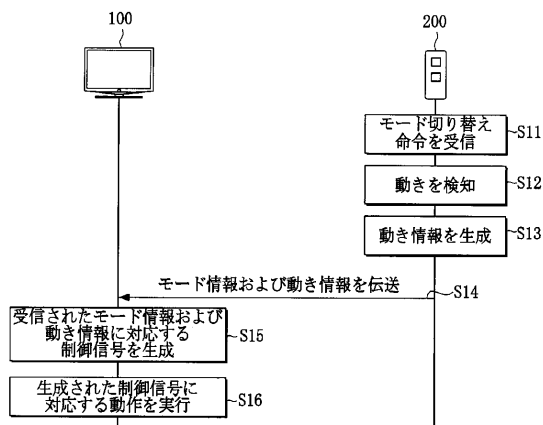 100
200
モード切り替え
命令を受信
S11
動きを検知
S12
動き情報を生成
S13
モード情報および動き情報を伝送
S14
受信されたモード情報および
動き情報に対応する
制御信号を生成
S15
生成された制御信号に
対応する動作を実行
S16